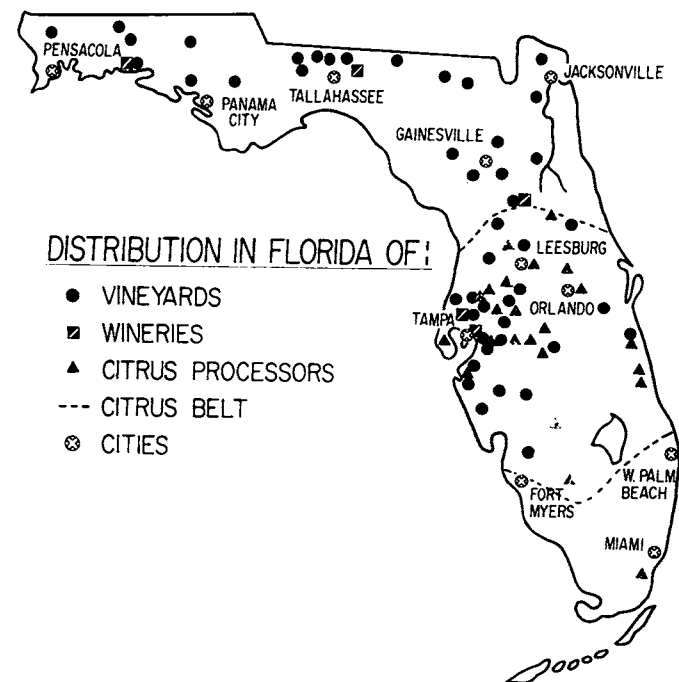 PENSACOLA
PANAMA
CITY
TALLAHASSEE
JACKSONVILLE
GAINESVILLE
LEESBURG
ORLANDO
TAMPA
W. PALM
BEACH
FORT
MYERS
MIAMI
DISTRIBUTION IN FLORIDA OF:
VINEYARDS
WINERIES
CITRUS PROCESSORS
CITRUS BELT
CITIES